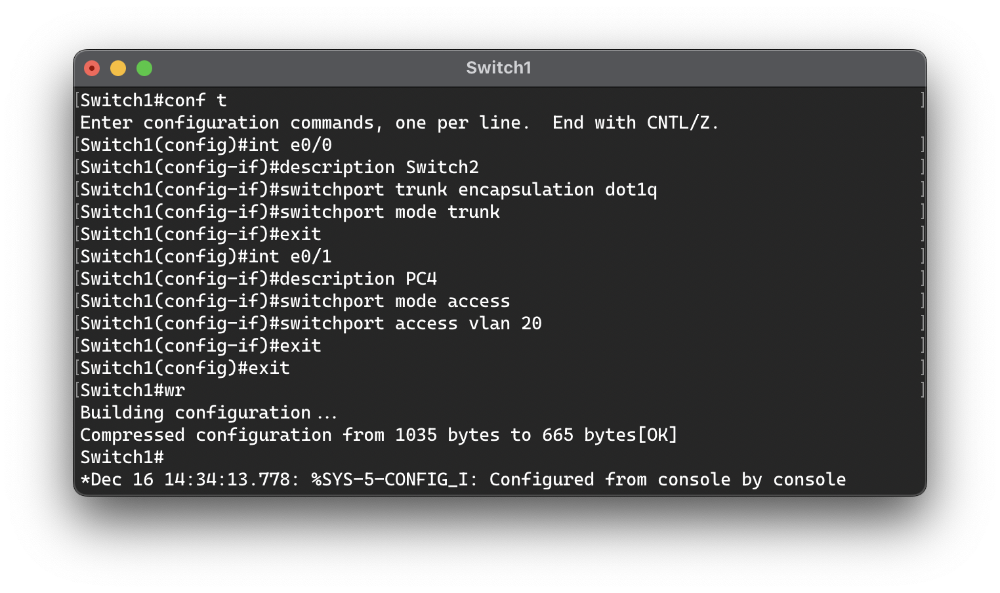 Switch1
[Switch1#conf t]
Enter configuration commands, one per line.  End with CNTL/Z.
[Switch1(config)#int e0/0]
[Switch1(config-if)#description Switch2]
[Switch1(config-if)#switchport trunk encapsulation dot1q]
[Switch1(config-if)#switchport mode trunk]
[Switch1(config-if)#exit]
[Switch1(config)#int e0/1]
[Switch1(config-if)#description PC4]
[Switch1(config-if)#switchport mode access]
[Switch1(config-if)#switchport access vlan 20]
[Switch1(config-if)#exit]
[Switch1(config)#exit]
[Switch1#wr]
Building configuration...
Compressed configuration from 1035 bytes to 665 bytes[OK]
Switch1#
*Dec 16 14:34:13.778: %SYS-5-CONFIG_I: Configured from console by console